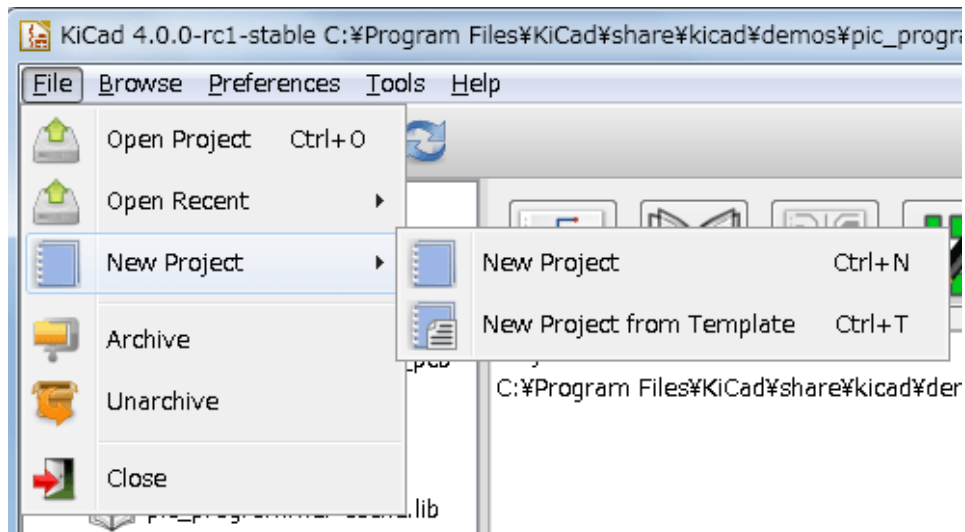 KiCad 4.0.0-rc1-stable C:¥Program Files¥KiCad¥share¥kicad¥demos¥pic_progra
File Browse Preferences Tools Help
Open Project Ctrl+O
Open Recent
New Project
New Project Ctrl+N
New Project from Template Ctrl+T
Archive
C:¥Program Files¥KiCad¥share¥kicad¥der
Unarchive
Close